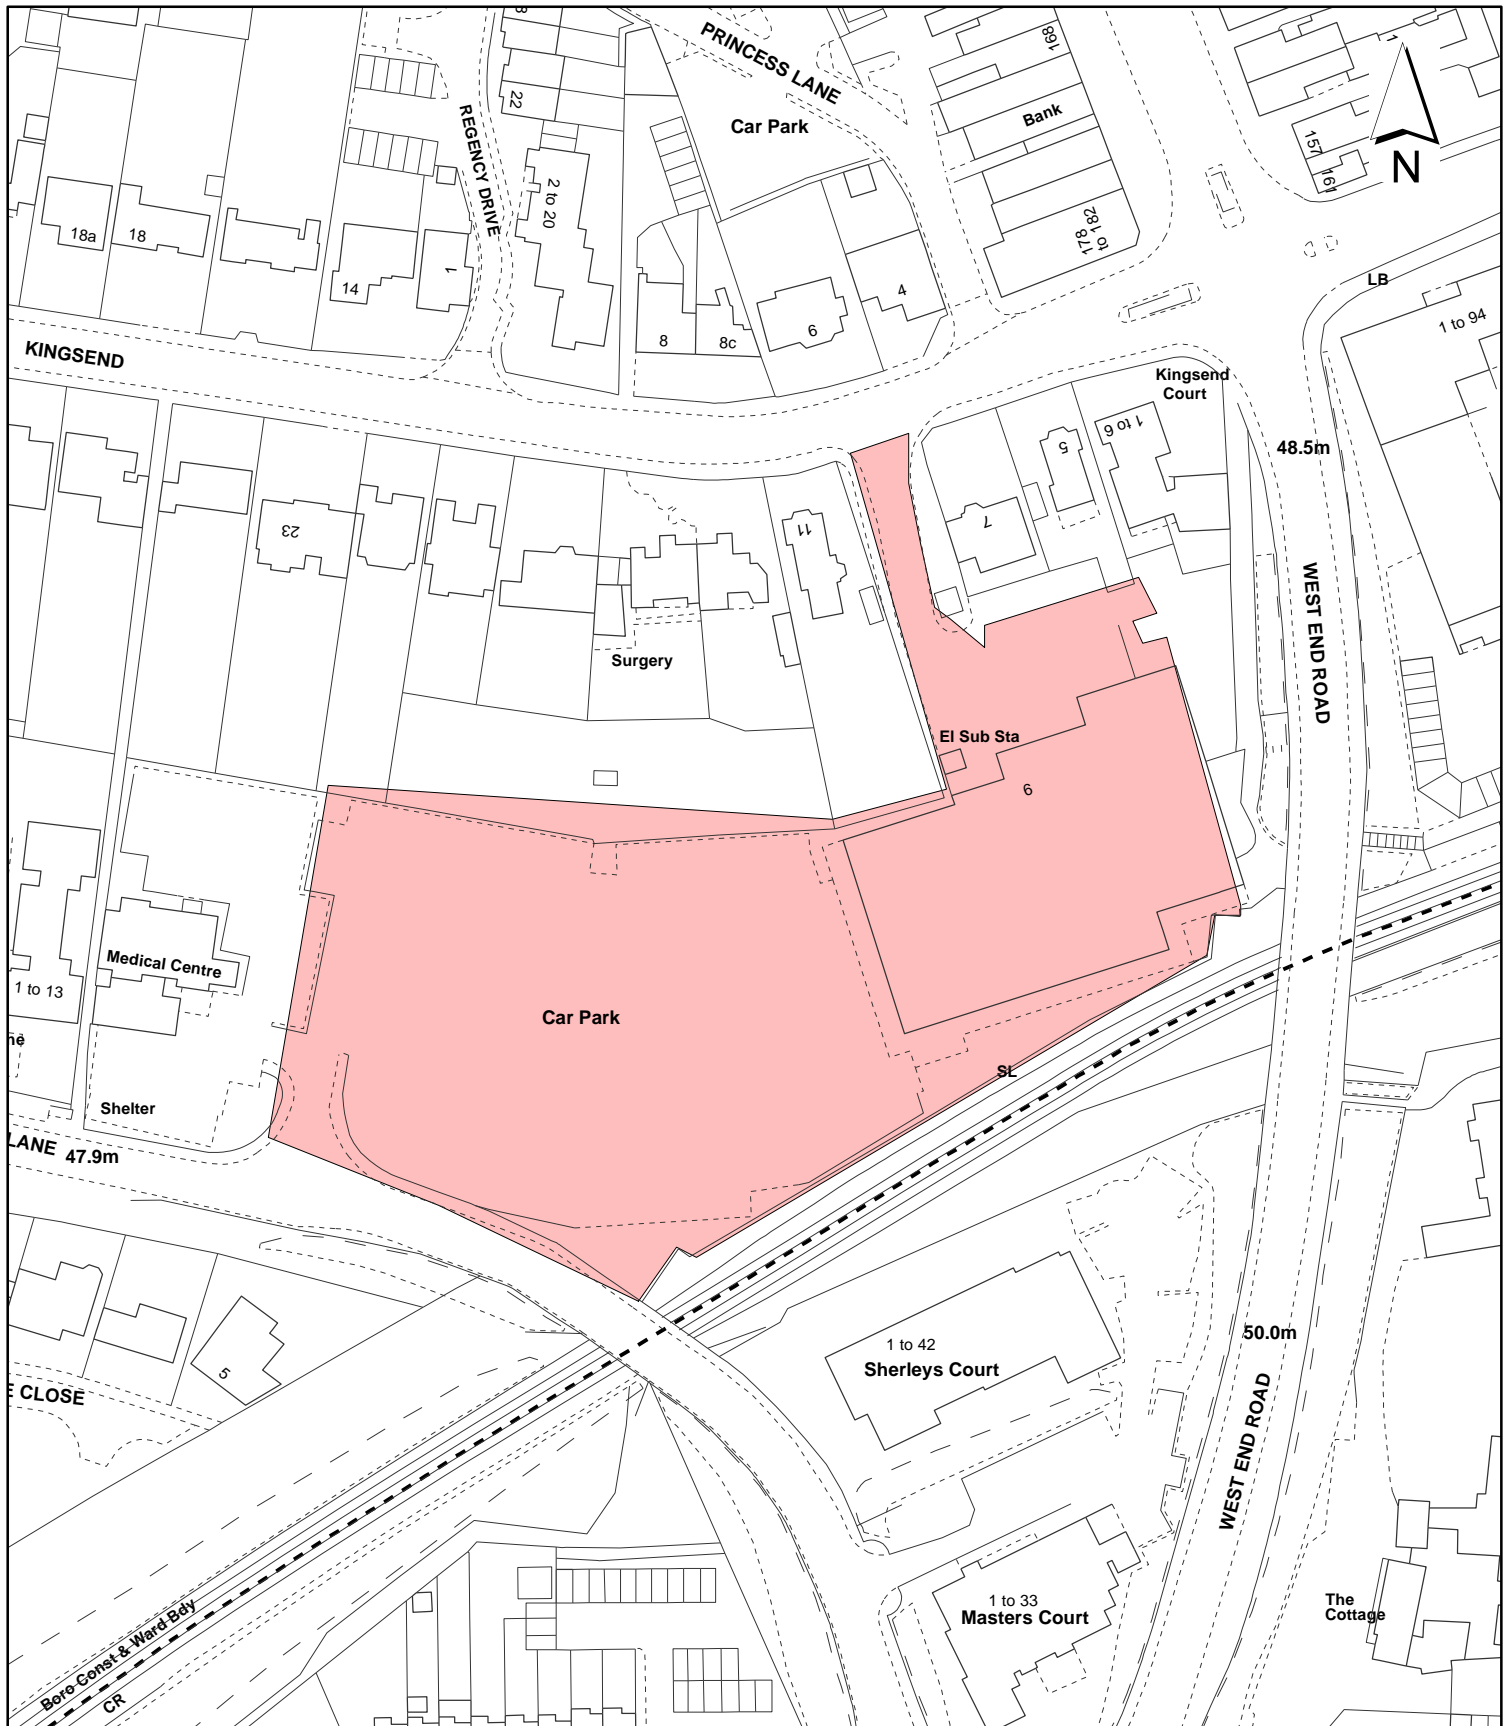 PRINCESS LANE
168
1
Car Park
Bank
REGENCY DRIVE
22
2 to 20
157
161
N
18a
18
14
1
4
6
8
8c
178
to 182
LB
1 to 94
KINGSEND
Kingsend
Court
1 to 6
5
7
48.5m
23
11
WEST END ROAD
Surgery
El Sub Sta
6
Medical Centre
1 to 13
Car Park
SL
Shelter
LANE
47.9m
5
E CLOSE
1 to 42
Sherleys Court
50.0m
WEST END ROAD
1 to 33
Masters Court
The
Cottage
Boro Const & Ward Bdy
CR